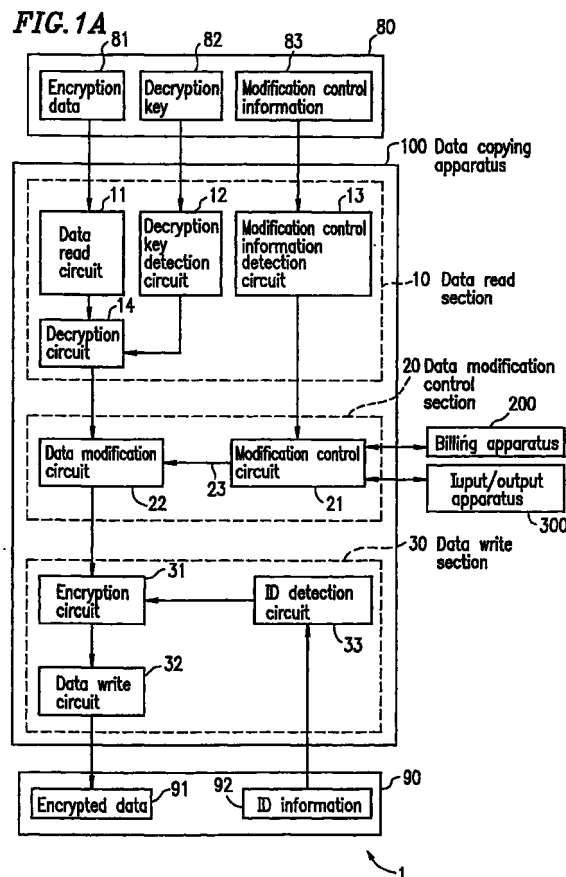 FIG. 1A
81
82
83
80
Encryption
data
Decryption
key
Modification control
information
100 Data copying
apparatus
11
12
13
Data
read
circuit
Decryption
key
detection
circuit
Modification control
information
detection
circuit
10 Data read
section
14
Decryption
circuit
20 Data modification
control
section
200
Billing apparatus
Data modification
circuit
23
Modification control
circuit
Iuput/output
apparatus
22
21
300
30 Data write
section
31
Encryption
circuit
ID detection
circuit
33
32
Data write
circuit
91
92
90
Encrypted data
ID information
1